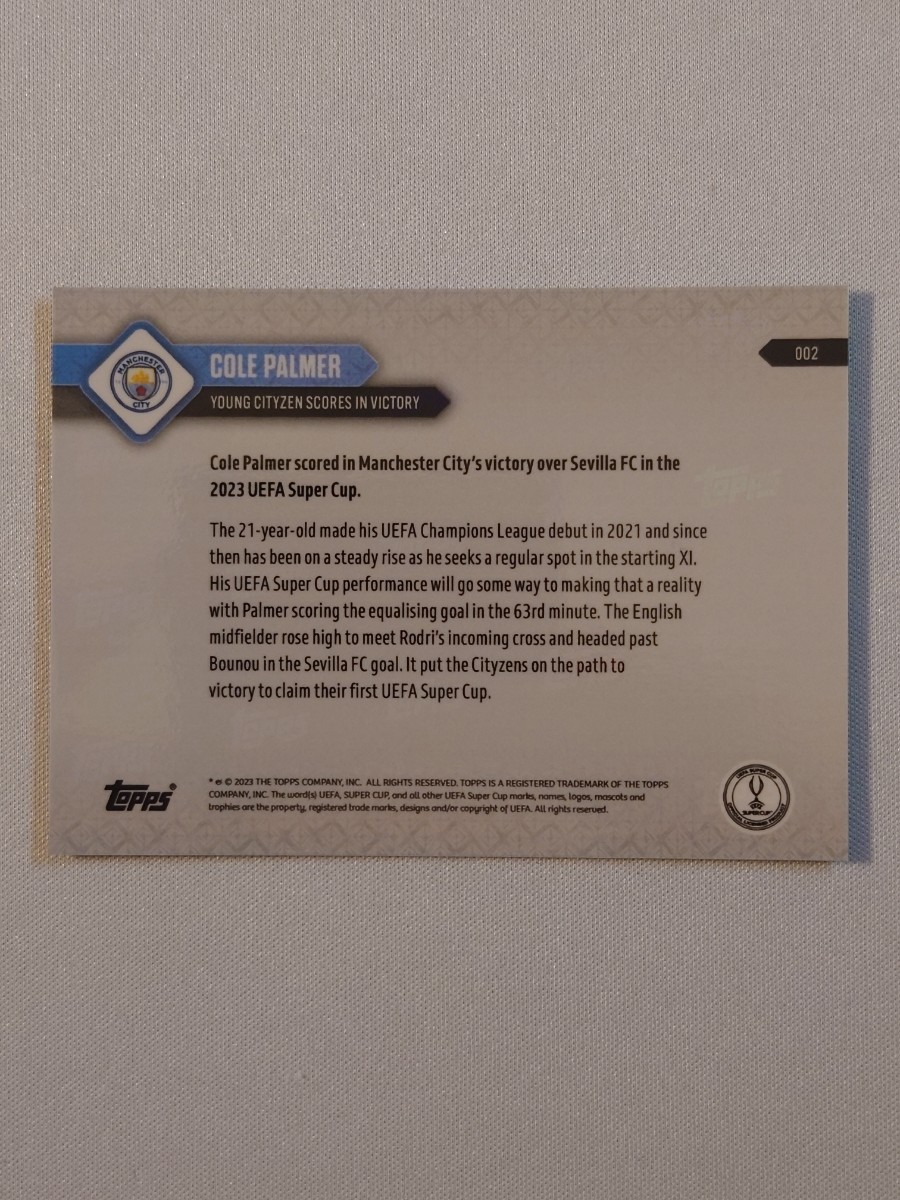 MANCHESTER
CITY
COLE PALMER
002
YOUNG CITYZEN SCORES IN VICTORY
Cole Palmer scored in Manchester City's victory over Sevilla FC in the
2023 UEFA Super Cup.
The 21-year-old made his UEFA Champions League debut in 2021 and since
then has been on a steady rise as he seeks a regular spot in the starting XI.
His UEFA Super Cup performance will go some way to making that a reality
with Palmer scoring the equalising goal in the 63rd minute. The English
midfielder rose high to meet Rodri's incoming cross and headed past
Bounou in the Sevilla FC goal. It put the Cityzens on the path to
victory to claim their first UEFA Super Cup.
topps®
* © 2023 THE TOPPS COMPANY, INC. ALL RIGHTS RESERVED. TOPPS IS A REGISTERED TRADEMARK OF THE TOPPS
COMPANY, INC. The word(s) UEFA, SUPER CUP, and all other UEFA Super Cup marks, names, logos, mascots and
trophies are the property, registered trade marks, designs and/or copyright of UEFA. All rights reserved.
UEFA SUPER CUP
SUPERCUP
OFFICIAL LICENSED PRODUCT